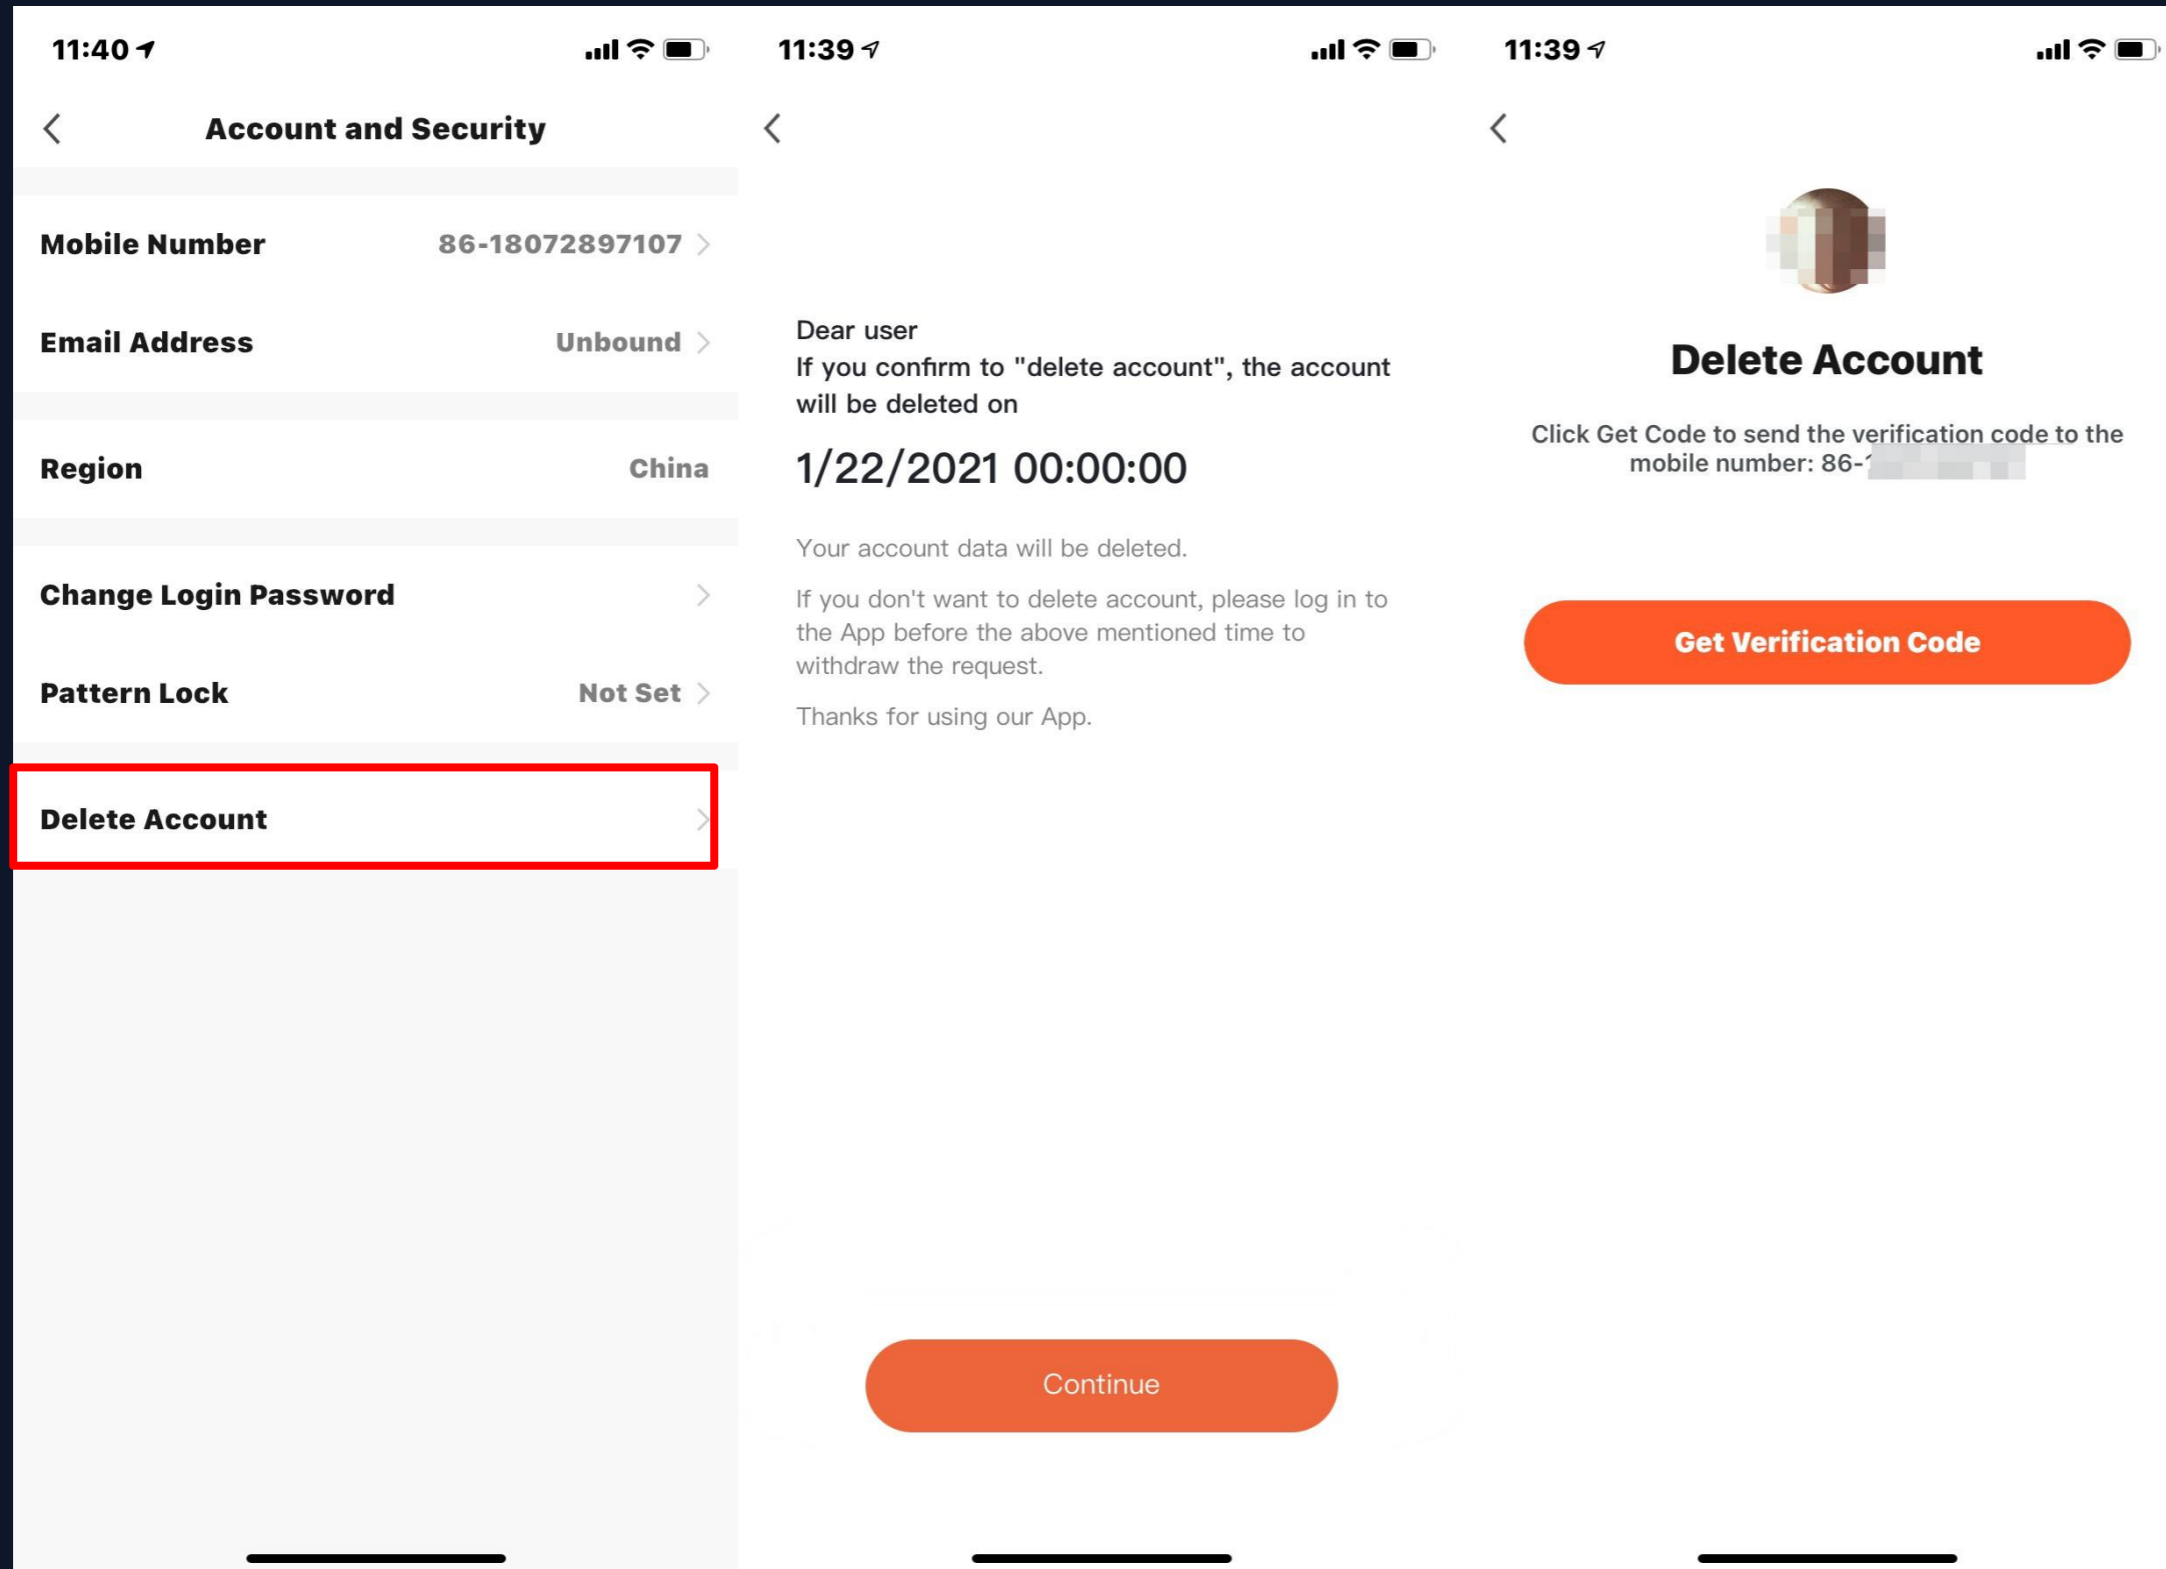 11:40
Account and Security
Mobile Number 86-18072897107
Email Address Unbound
Region China
Change Login Password
Pattern Lock Not Set
Delete Account
11:39
Dear user
If you confirm to "delete account", the account
will be deleted on
1/22/2021 00:00:00
Your account data will be deleted.
If you don't want to delete account, please log in to
the App before the above mentioned time to
withdraw the request.
Thanks for using our App.
Continue
11:39
Delete Account
Click Get Code to send the verification code to the
mobile number: 86-
Get Verification Code